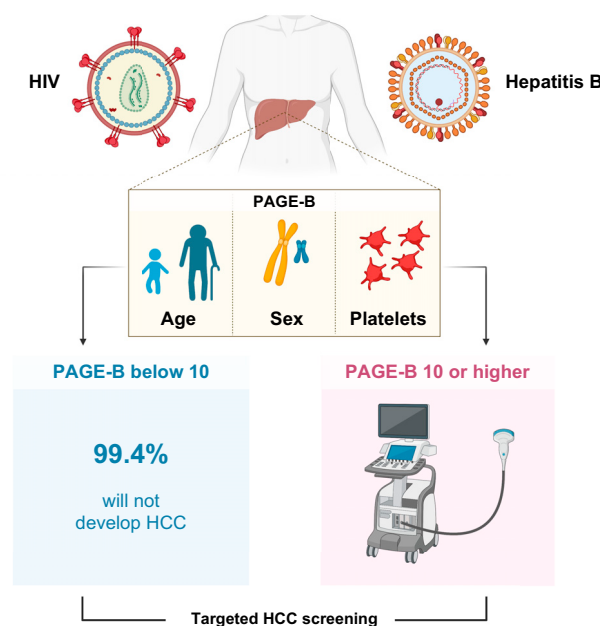 HIV
Hepatitis B
PAGE-B
Age
Sex
Platelets
PAGE-B below 10
PAGE-B 10 or higher
99.4%
will not
develop HCC
Targeted HCC screening